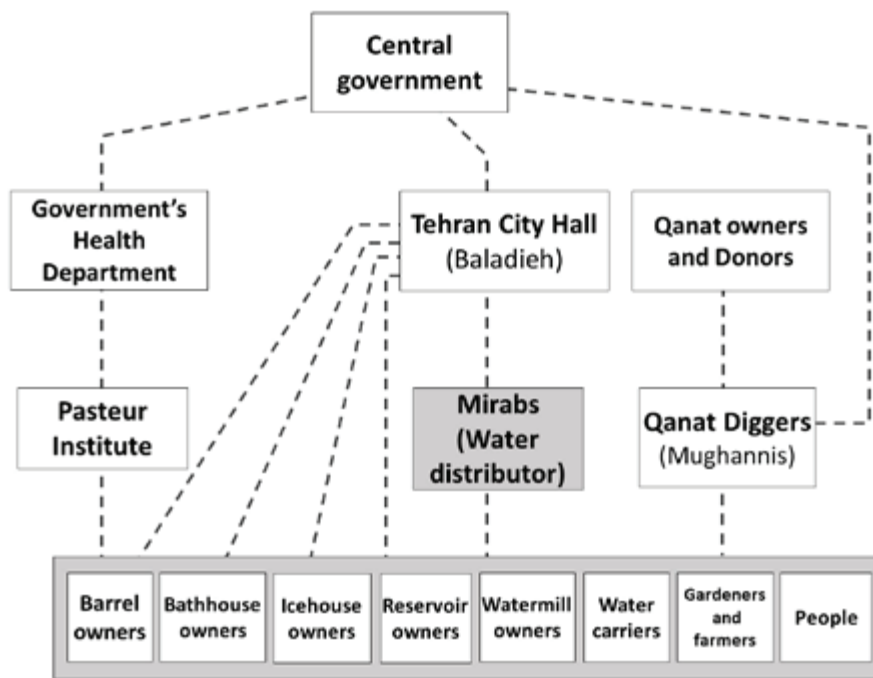 Central
government
Government's
Health
Department
Tehran City Hall
(Baladieh)
Qanat owners
and Donors
Pasteur
Institute
Mirabs
(Water
distributor)
Qanat Diggers
(Mughannis)
Barrel
owners
Bathhouse
owners
Icehouse
owners
Reservoir
owners
Watermill
owners
Water
carriers
Gardeners
and
farmers
People